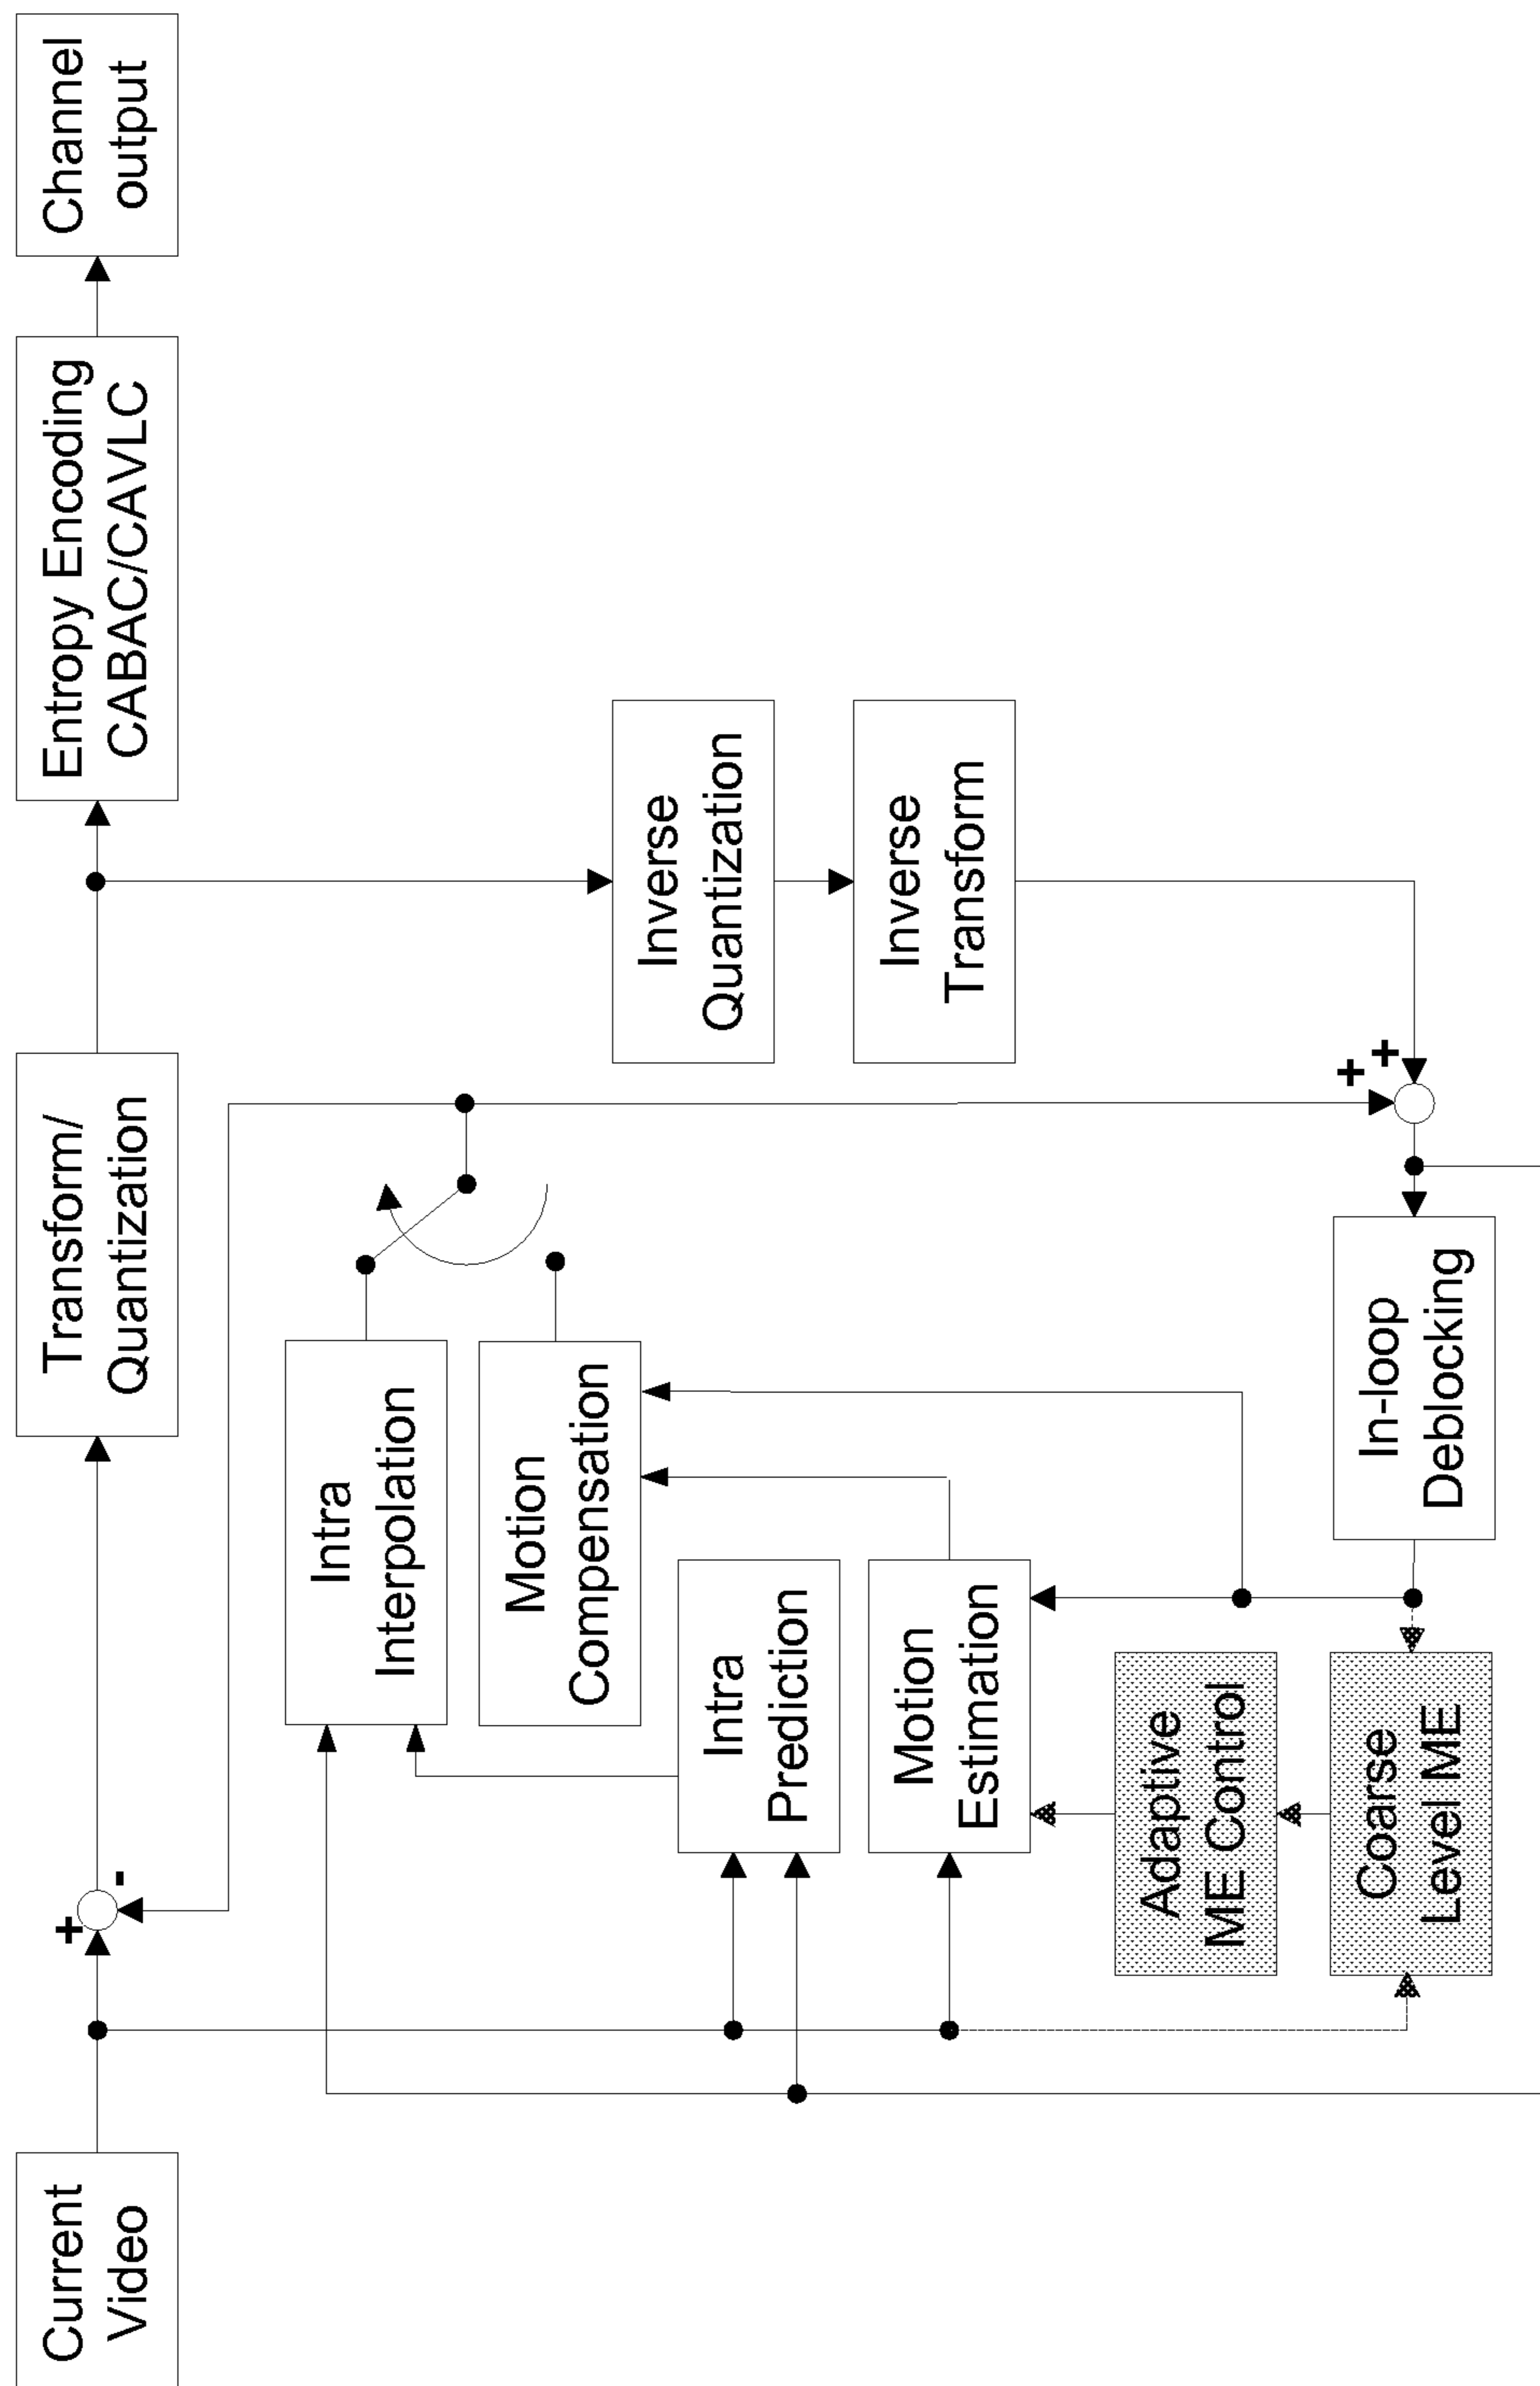 Current
Video
+
-
Transform/
Quantization
Entropy Encoding
CABAC/CAVLC
Channel
output
Intra
Interpolation
Motion
Compensation
Intra
Prediction
Inverse
Quantization
Motion
Estimation
Inverse
Transform
Adaptive
ME Control
+
+
Coarse
Level ME
In-loop
Deblocking